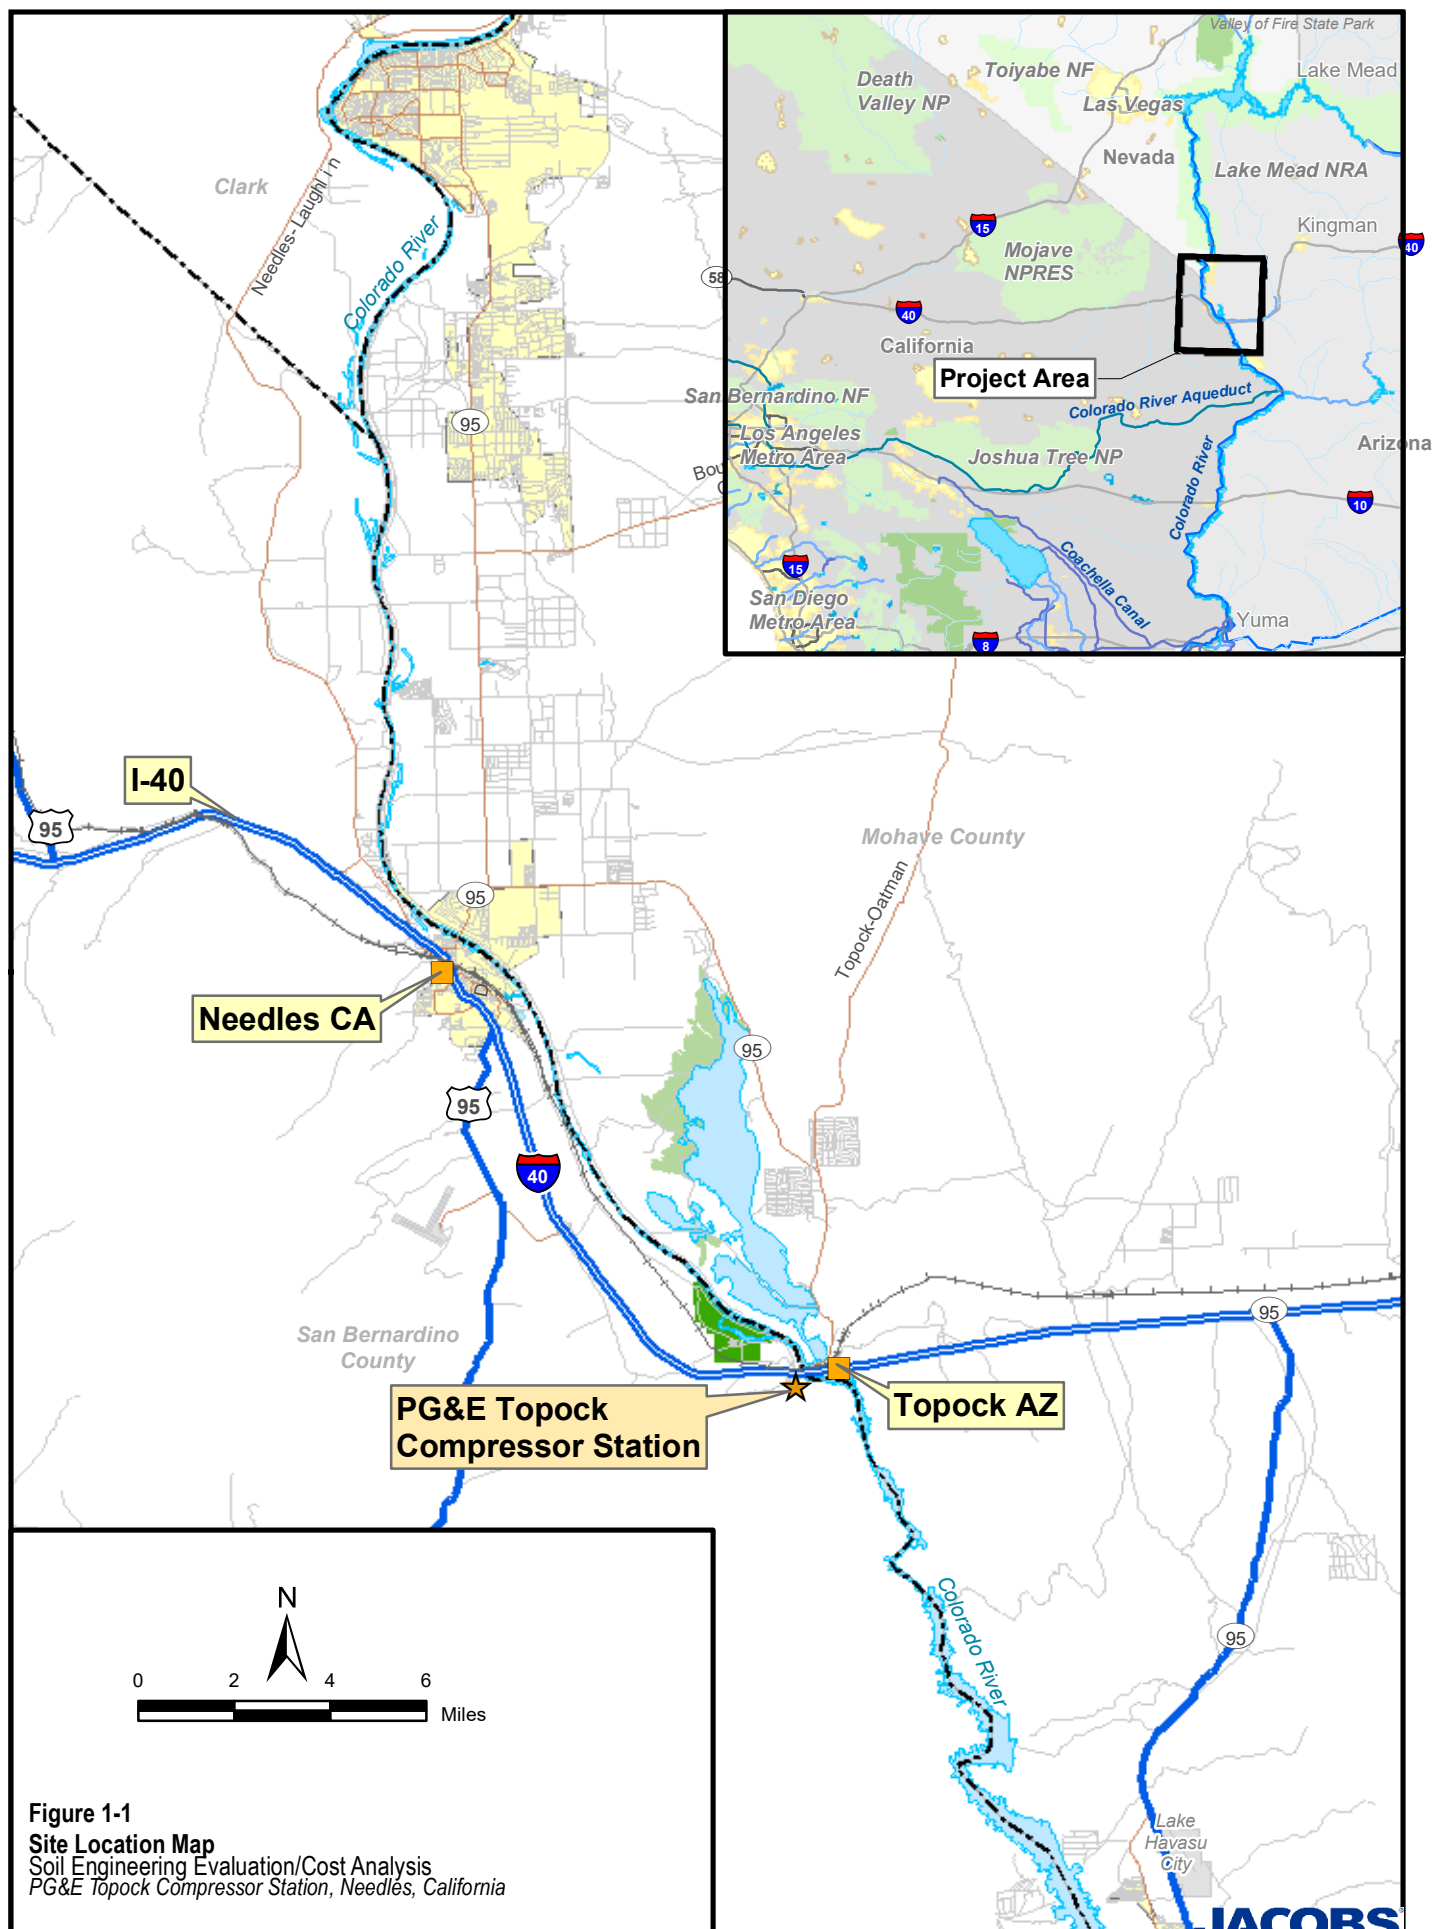 Valley of Fire State Park
Death
Valley NP
Toiyabe NF
Lake Mead
Las Vegas
Nevada
Lake Mead NRA
15
Kingman
40
Mojave
NPRES
58
40
California
Project Area
San Bernardino NF
Colorado River Aqueduct
Los Angeles
Metro Area
Joshua Tree NP
Arizona
Colorado River
10
15
Coachella Canal
San Diego
Metro Area
Yuma
8
Clark
Needles-Laughlin
Colorado River
95
Bou
I-40
95
Mohave County
95
Topock-Oatman
Needles CA
95
95
40
San Bernardino
County
95
PG&E Topock
Compressor Station
Topock AZ
Colorado River
95
Lake
Havasu
City
N
0 2 4 6
Miles
Figure 1-1
Site Location Map
Soil Engineering Evaluation/Cost Analysis
PG&E Topock Compressor Station, Needles, California
JACOBS